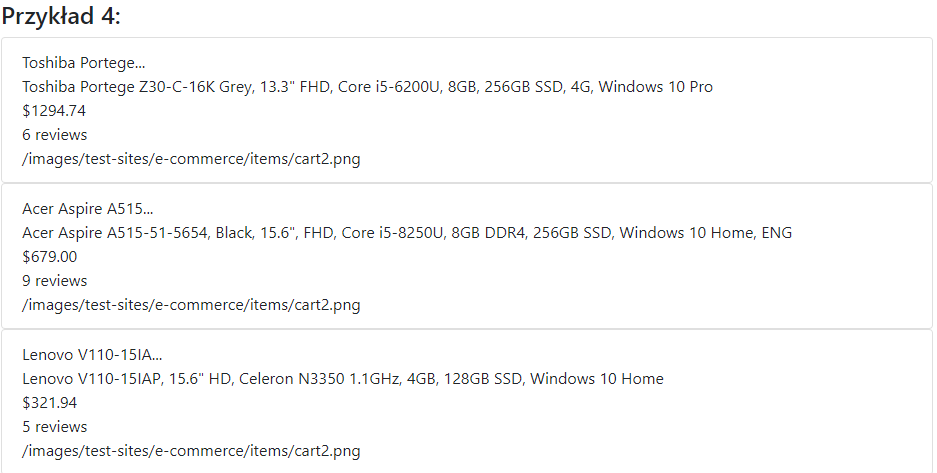 Przykład 4:
Toshiba Portege...
Toshiba Portege Z30-C-16K Grey, 13.3" FHD, Core i5-6200U, 8GB, 256GB SSD, 4G, Windows 10 Pro
$1294.74
6 reviews
/images/test-sites/e-commerce/items/cart2.png
Acer Aspire A515...
Acer Aspire A515-51-5654, Black, 15.6", FHD, Core i5-8250U, 8GB DDR4, 256GB SSD, Windows 10 Home, ENG
$679.00
9 reviews
/images/test-sites/e-commerce/items/cart2.png
Lenovo V110-15IA...
Lenovo V110-15IAP, 15.6" HD, Celeron N3350 1.1GHz, 4GB, 128GB SSD, Windows 10 Home
$321.94
5 reviews
/images/test-sites/e-commerce/items/cart2.png